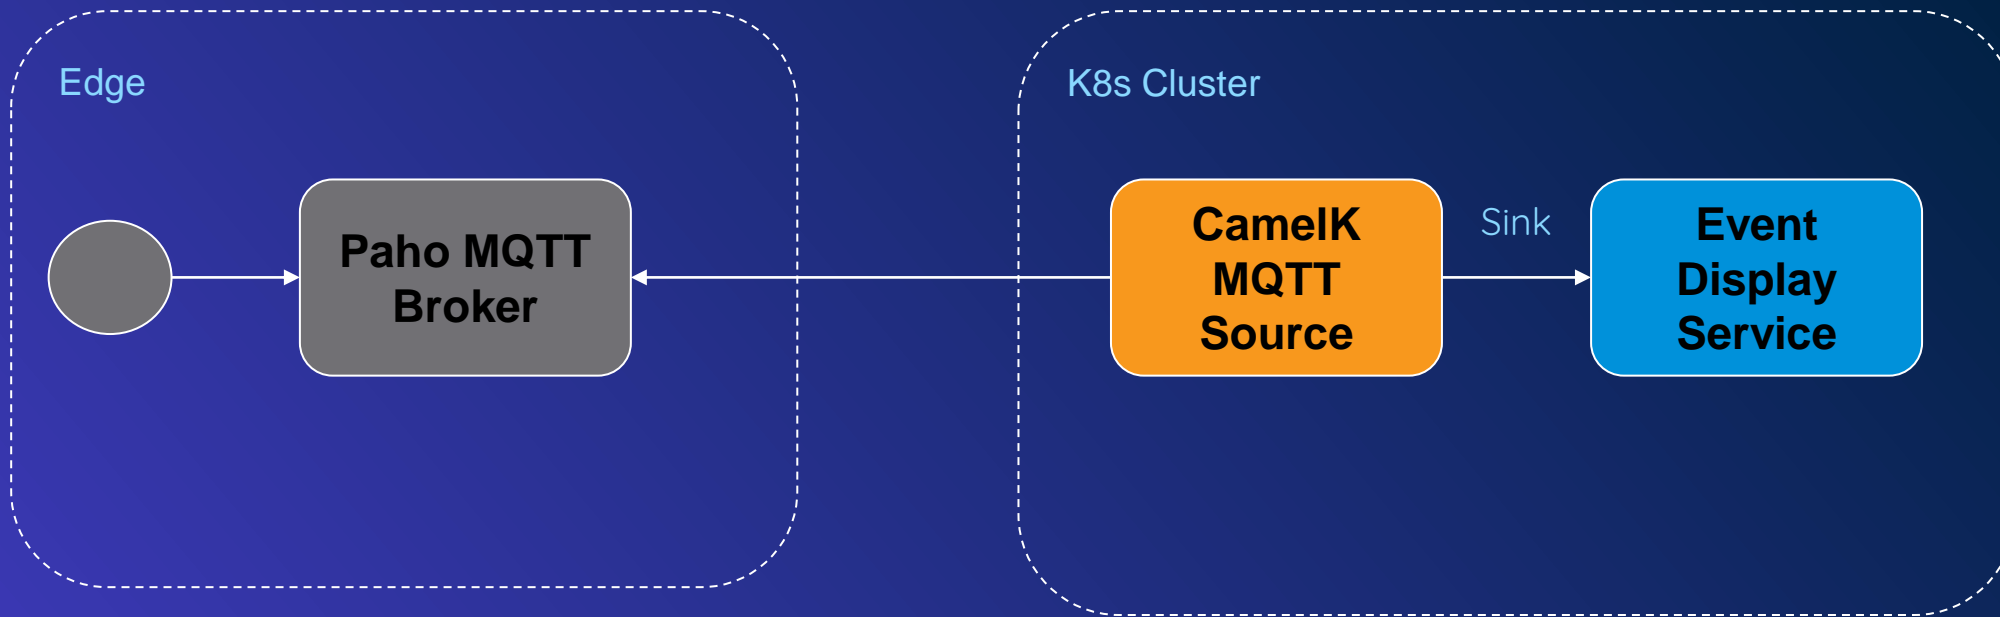 Edge
K8s Cluster
Paho MQTT
Broker
CamelK
MQTT
Source
Sink
Event
Display
Service